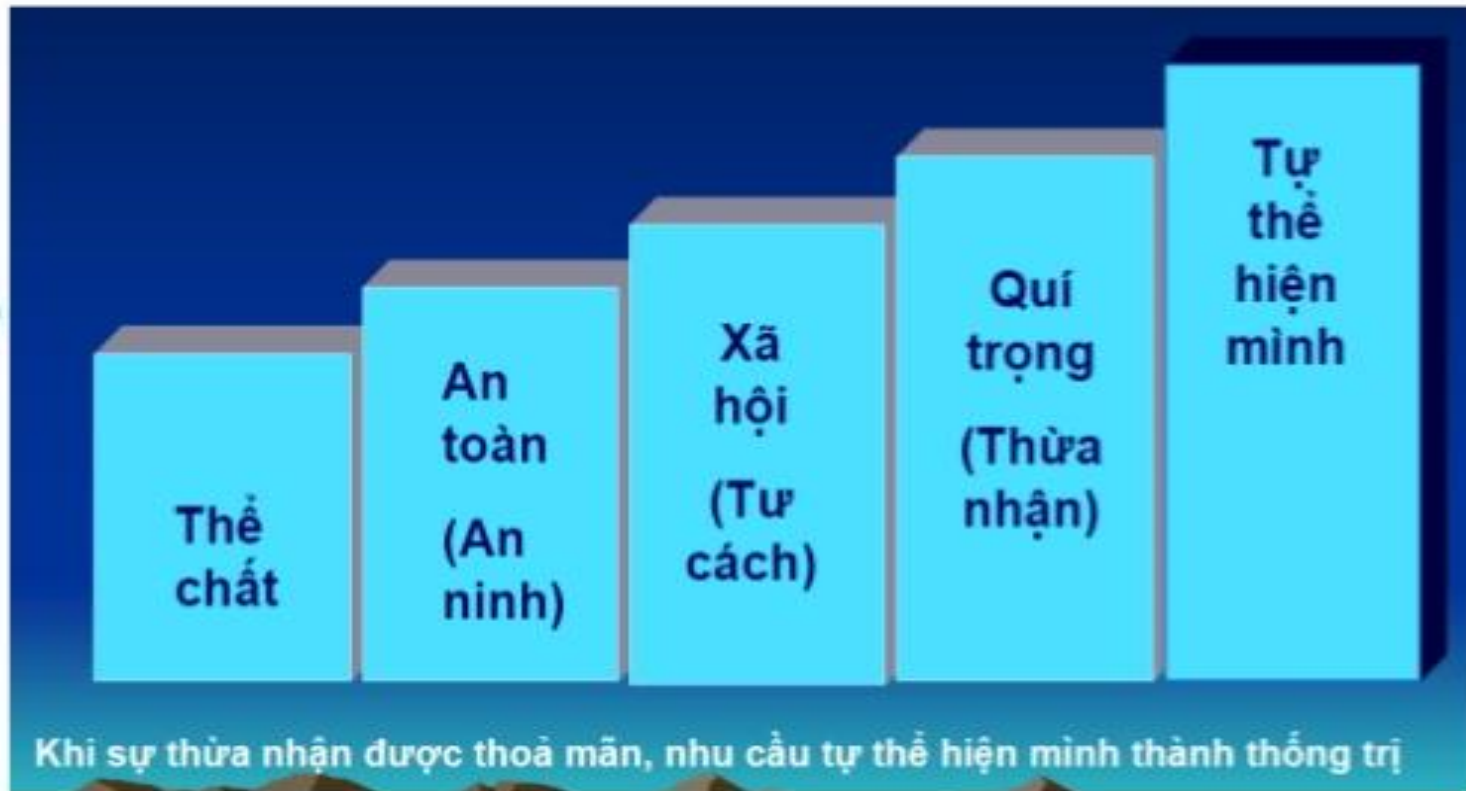 Thể
chất
An
toàn
(An
ninh)
Xã
hội
(Tư
cách)
Quí
trọng
(Thừa
nhận)
Tự
thể
hiện
mình
Khi sự thừa nhận được thoả mãn, nhu cầu tự thể hiện mình thành thống trị